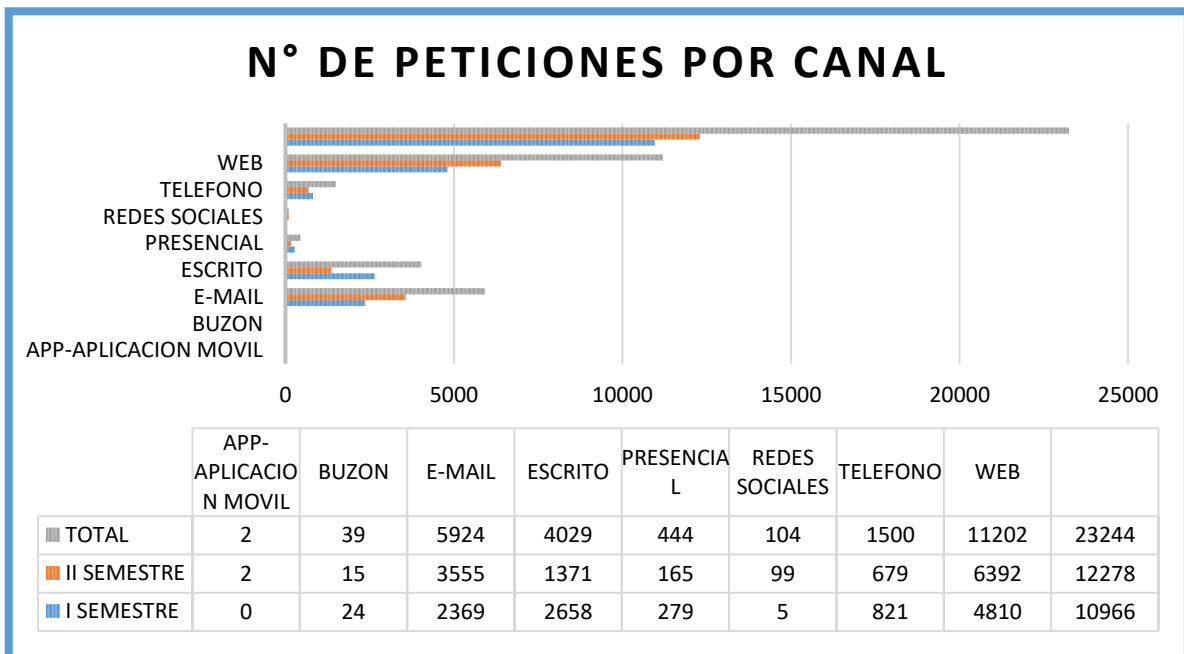 N° DE PETICIONES POR CANAL
WEB
TELEFONO
REDES SOCIALES
PRESENCIAL
ESCRITO
E-MAIL
BUZON
APP-APLICACION MOVIL
0 5000 10000 15000 20000 25000
APP-
APLICACIO
N MOVIL
BUZON
E-MAIL
ESCRITO
PRESENCIA
L
REDES
SOCIALES
TELEFONO
WEB
TOTAL 2 39 5924 4029 444 104 1500 11202 23244
II SEMESTRE 2 15 3555 1371 165 99 679 6392 12278
I SEMESTRE 0 24 2369 2658 279 5 821 4810 10966